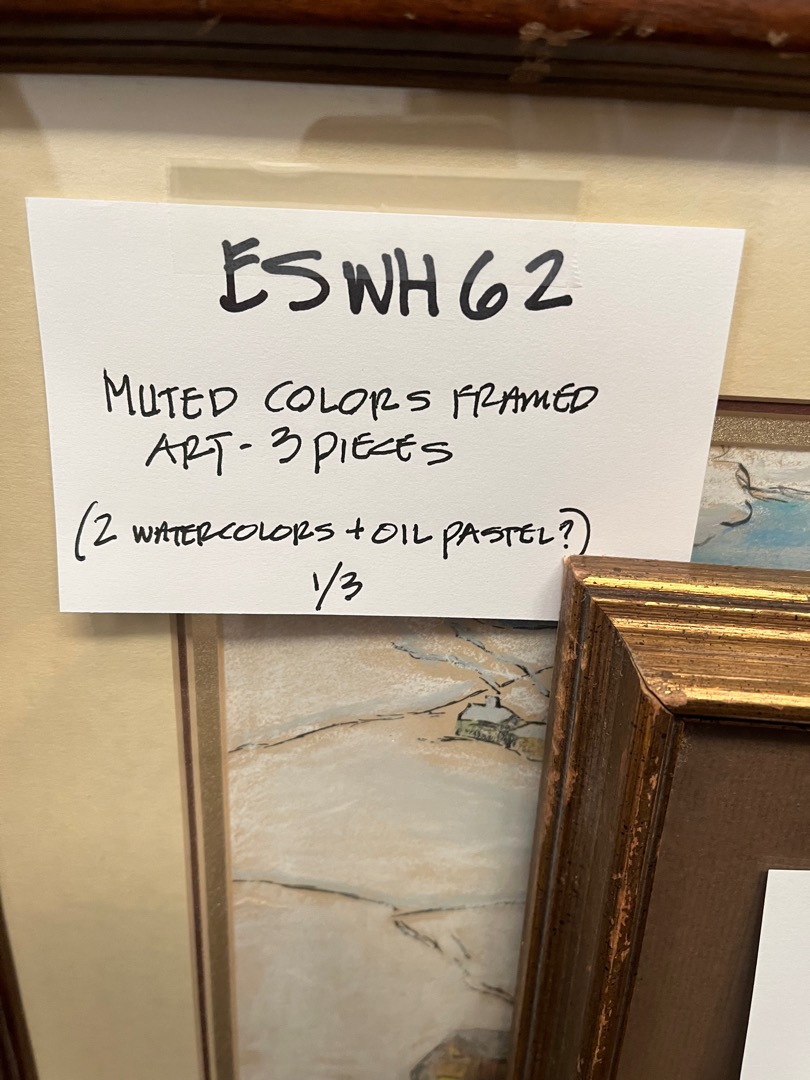 ESWH62
MUTED COLORS FRAMED
ART - 3 PIECES
(2 WATERCOLORS + OIL PASTEL?)
1/3